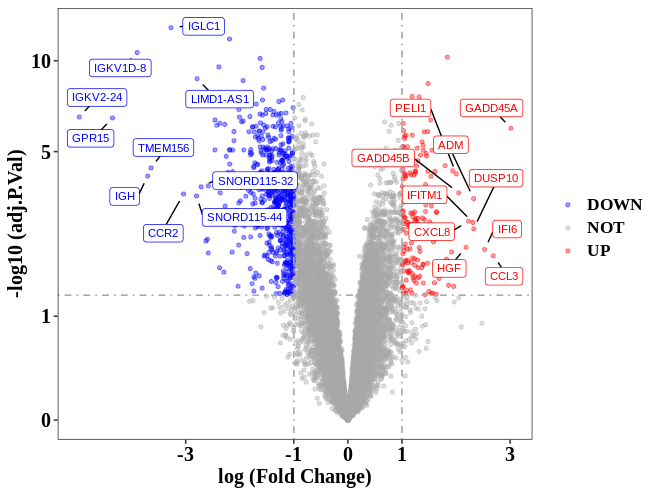 IGLC1
10
IGKV1D-8
IGKV2-24
LIMD1-AS1
PELI1
GADD45A
GPR15
TMEM156
ADM
5
GADD45B
SNORD115-32
DUSP10
IGH
IFITM1
SNORD115-44
CCR2
CXCL8
IFI6
HGF
CCL3
1
0
-3
-1
0
1
3
log (Fold Change)
-log10 (adj.P.Val)
DOWN
NOT
UP